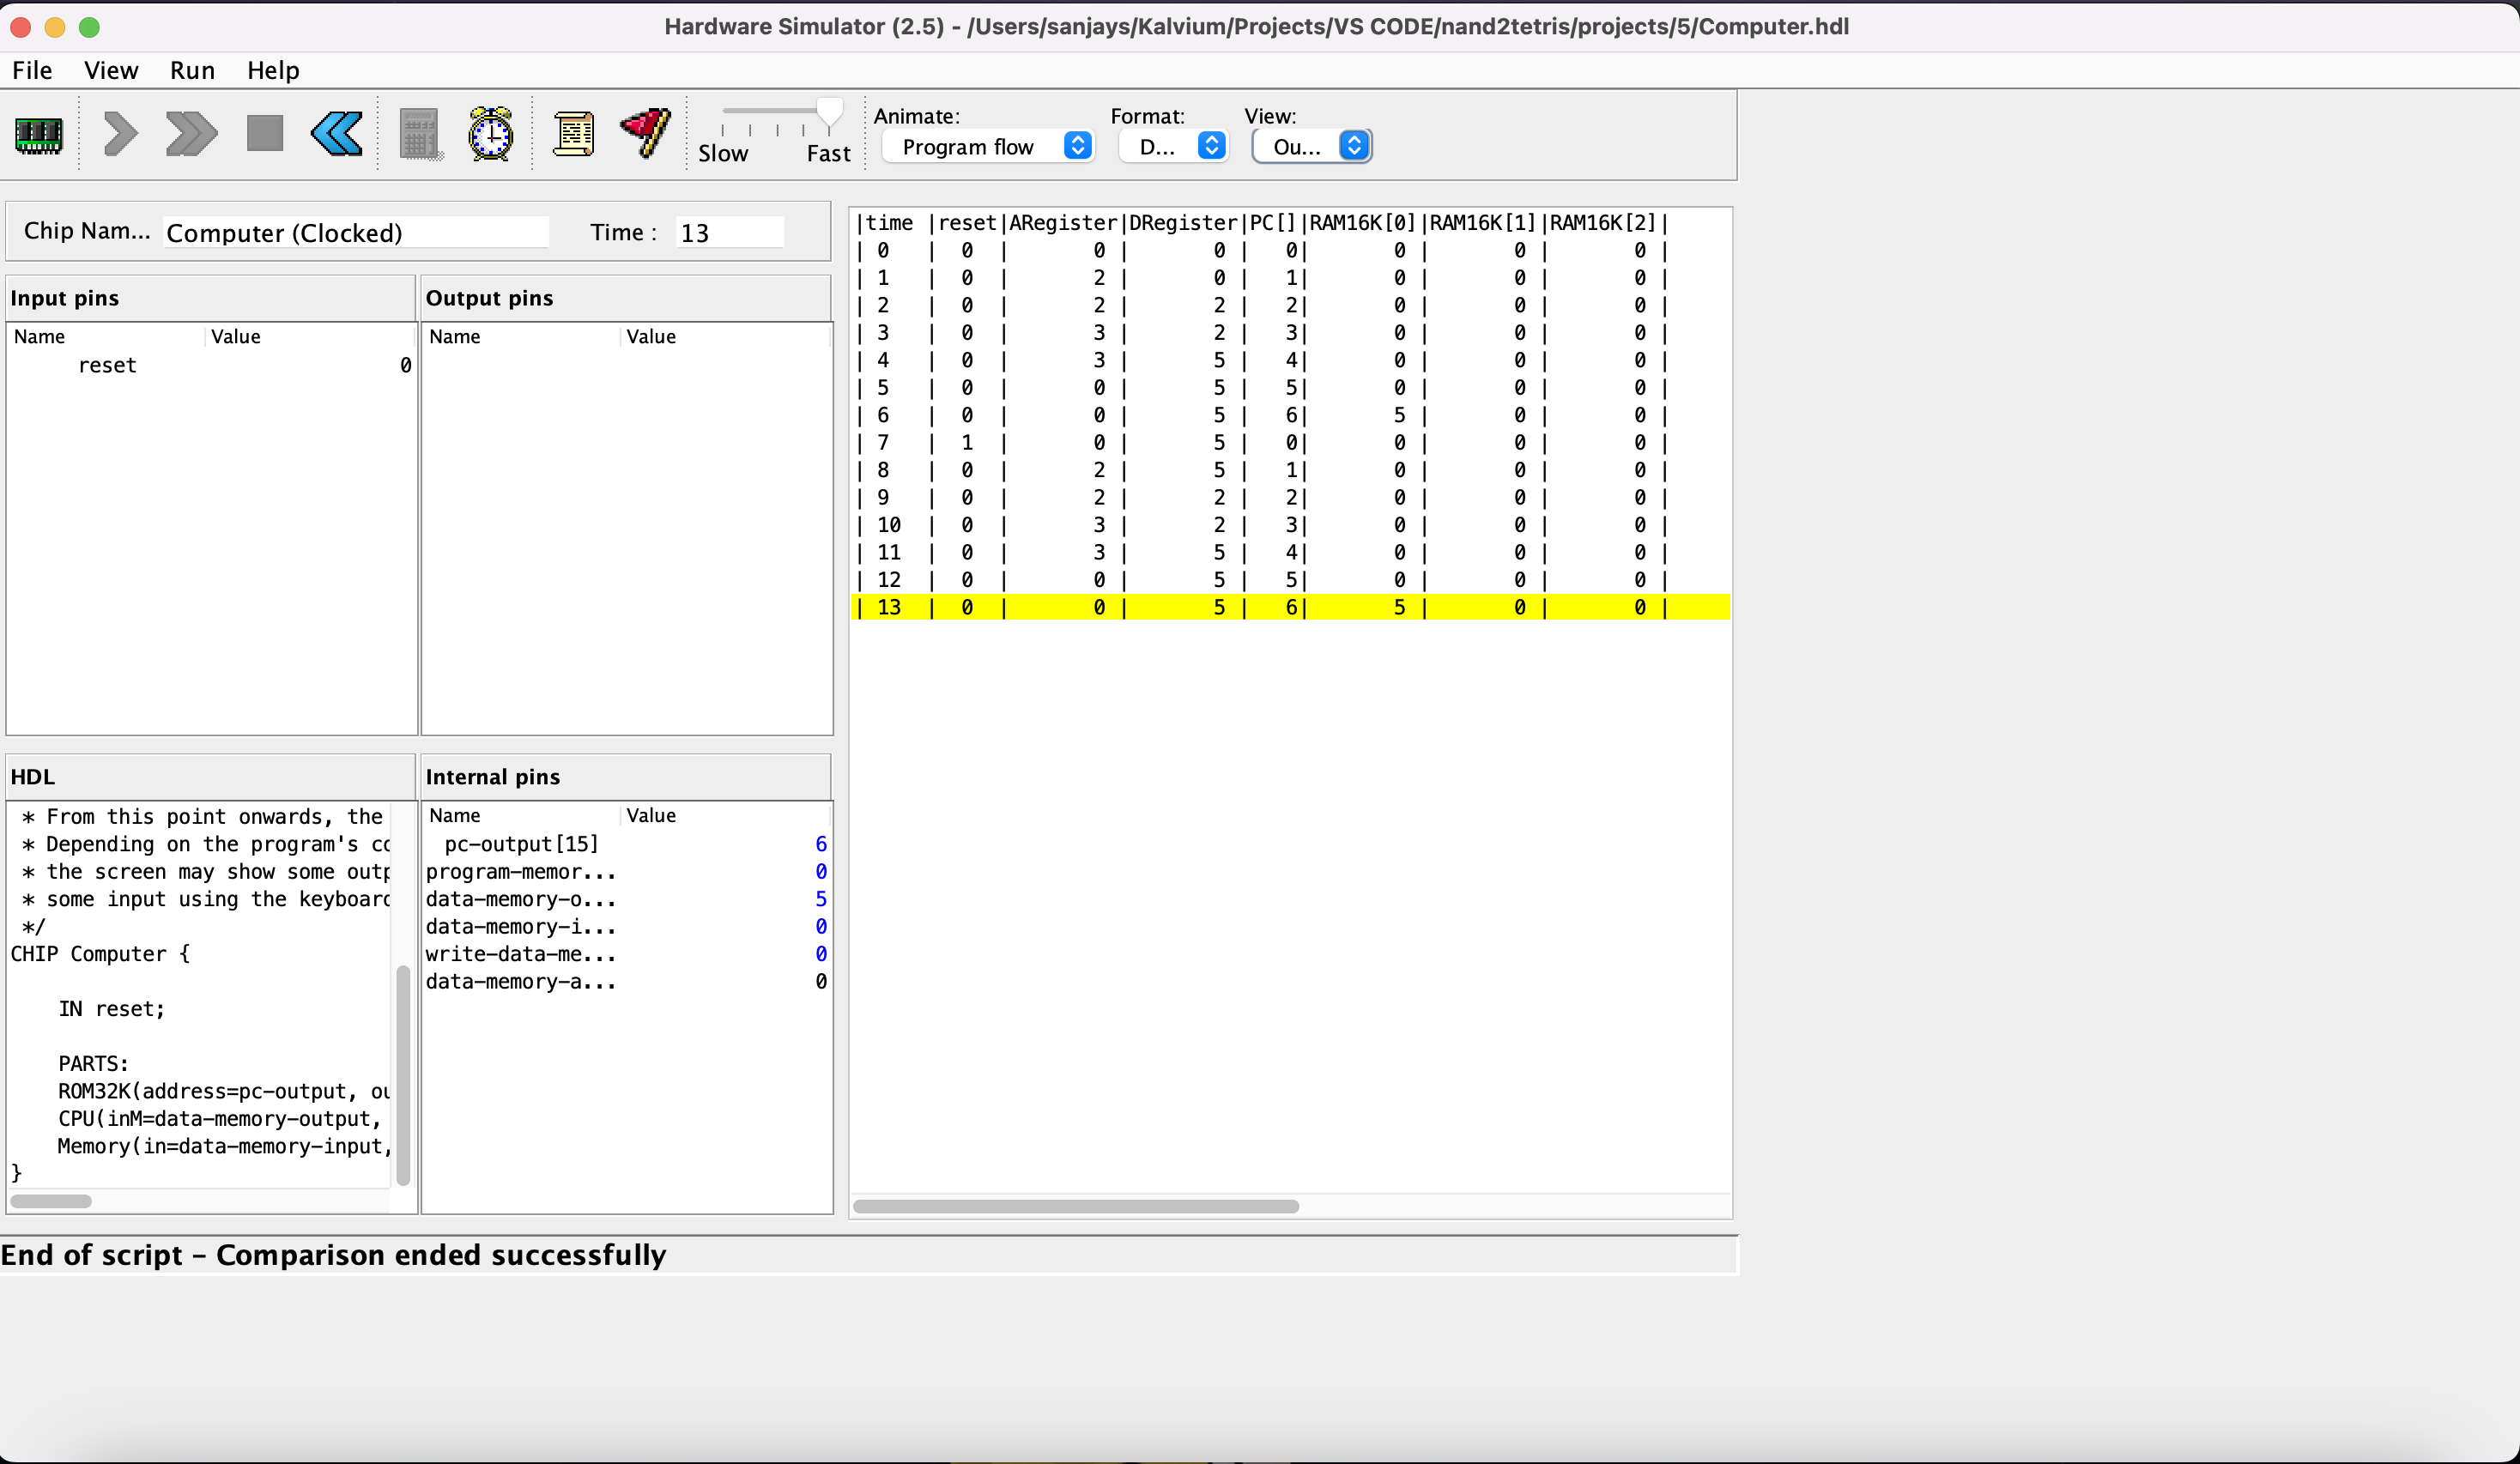 Hardware Simulator (2.5) - /Users/sanjays/Kalvium/Projects/VS CODE/nand2tetris/projects/5/Computer.hdl
File View Run Help
Slow Fast
Animate: Format: View:
Program flow D... Ou...
Chip Nam... Computer (Clocked) Time : 13
Input pins
Name Value
reset 0
Output pins
Name Value
HDL
* From this point onwards, the
* Depending on the program's co
* the screen may show some outp
* some input using the keyboard
*/
CHIP Computer {
IN reset;
PARTS:
ROM32K(address=pc-output, ou
CPU(inM=data-memory-output,
Memory(in=data-memory-input,
}
Internal pins
Name Value
pc-output[15] 6
program-memor... 0
data-memory-o... 5
data-memory-i... 0
write-data-me... 0
data-memory-a... 0
|time |reset|ARegister|DRegister|PC[]|RAM16K[0]|RAM16K[1]|RAM16K[2]|
| 0 | 0 | 0 | 0 | 0| 0 | 0 | 0 |
| 1 | 0 | 2 | 0 | 1| 0 | 0 | 0 |
| 2 | 0 | 2 | 2 | 2| 0 | 0 | 0 |
| 3 | 0 | 3 | 2 | 3| 0 | 0 | 0 |
| 4 | 0 | 3 | 5 | 4| 0 | 0 | 0 |
| 5 | 0 | 0 | 5 | 5| 0 | 0 | 0 |
| 6 | 0 | 0 | 5 | 6| 5 | 0 | 0 |
| 7 | 1 | 0 | 5 | 0| 0 | 0 | 0 |
| 8 | 0 | 2 | 5 | 1| 0 | 0 | 0 |
| 9 | 0 | 2 | 2 | 2| 0 | 0 | 0 |
| 10 | 0 | 3 | 2 | 3| 0 | 0 | 0 |
| 11 | 0 | 3 | 5 | 4| 0 | 0 | 0 |
| 12 | 0 | 0 | 5 | 5| 0 | 0 | 0 |
| 13 | 0 | 0 | 5 | 6| 5 | 0 | 0 |
End of script – Comparison ended successfully